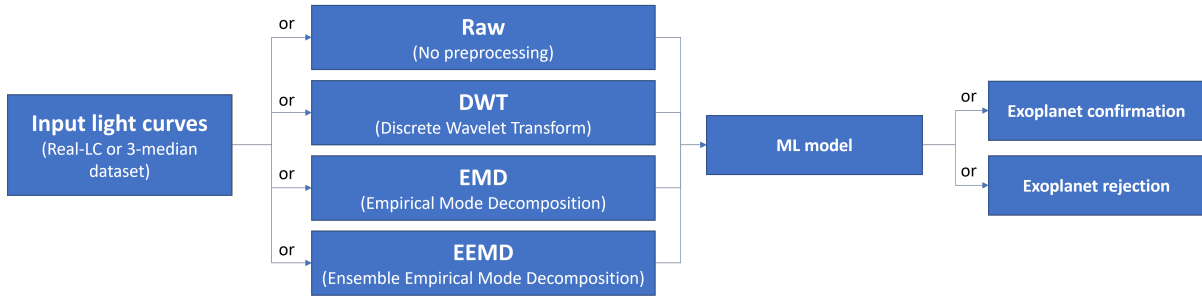 Input light curves
(Real-LC or 3-median
dataset)
or
Raw
(No preprocessing)
or
DWT
(Discrete Wavelet Transform)
or
EMD
(Empirical Mode Decomposition)
or
EEMD
(Ensemble Empirical Mode Decomposition)
ML model
or
Exoplanet confirmation
or
Exoplanet rejection